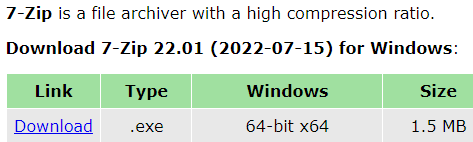 7-Zip is a file archiver with a high compression ratio.
Download 7-Zip 22.01 (2022-07-15) for Windows:
Link Type Windows Size
Download .exe 64-bit x64 1.5 MB